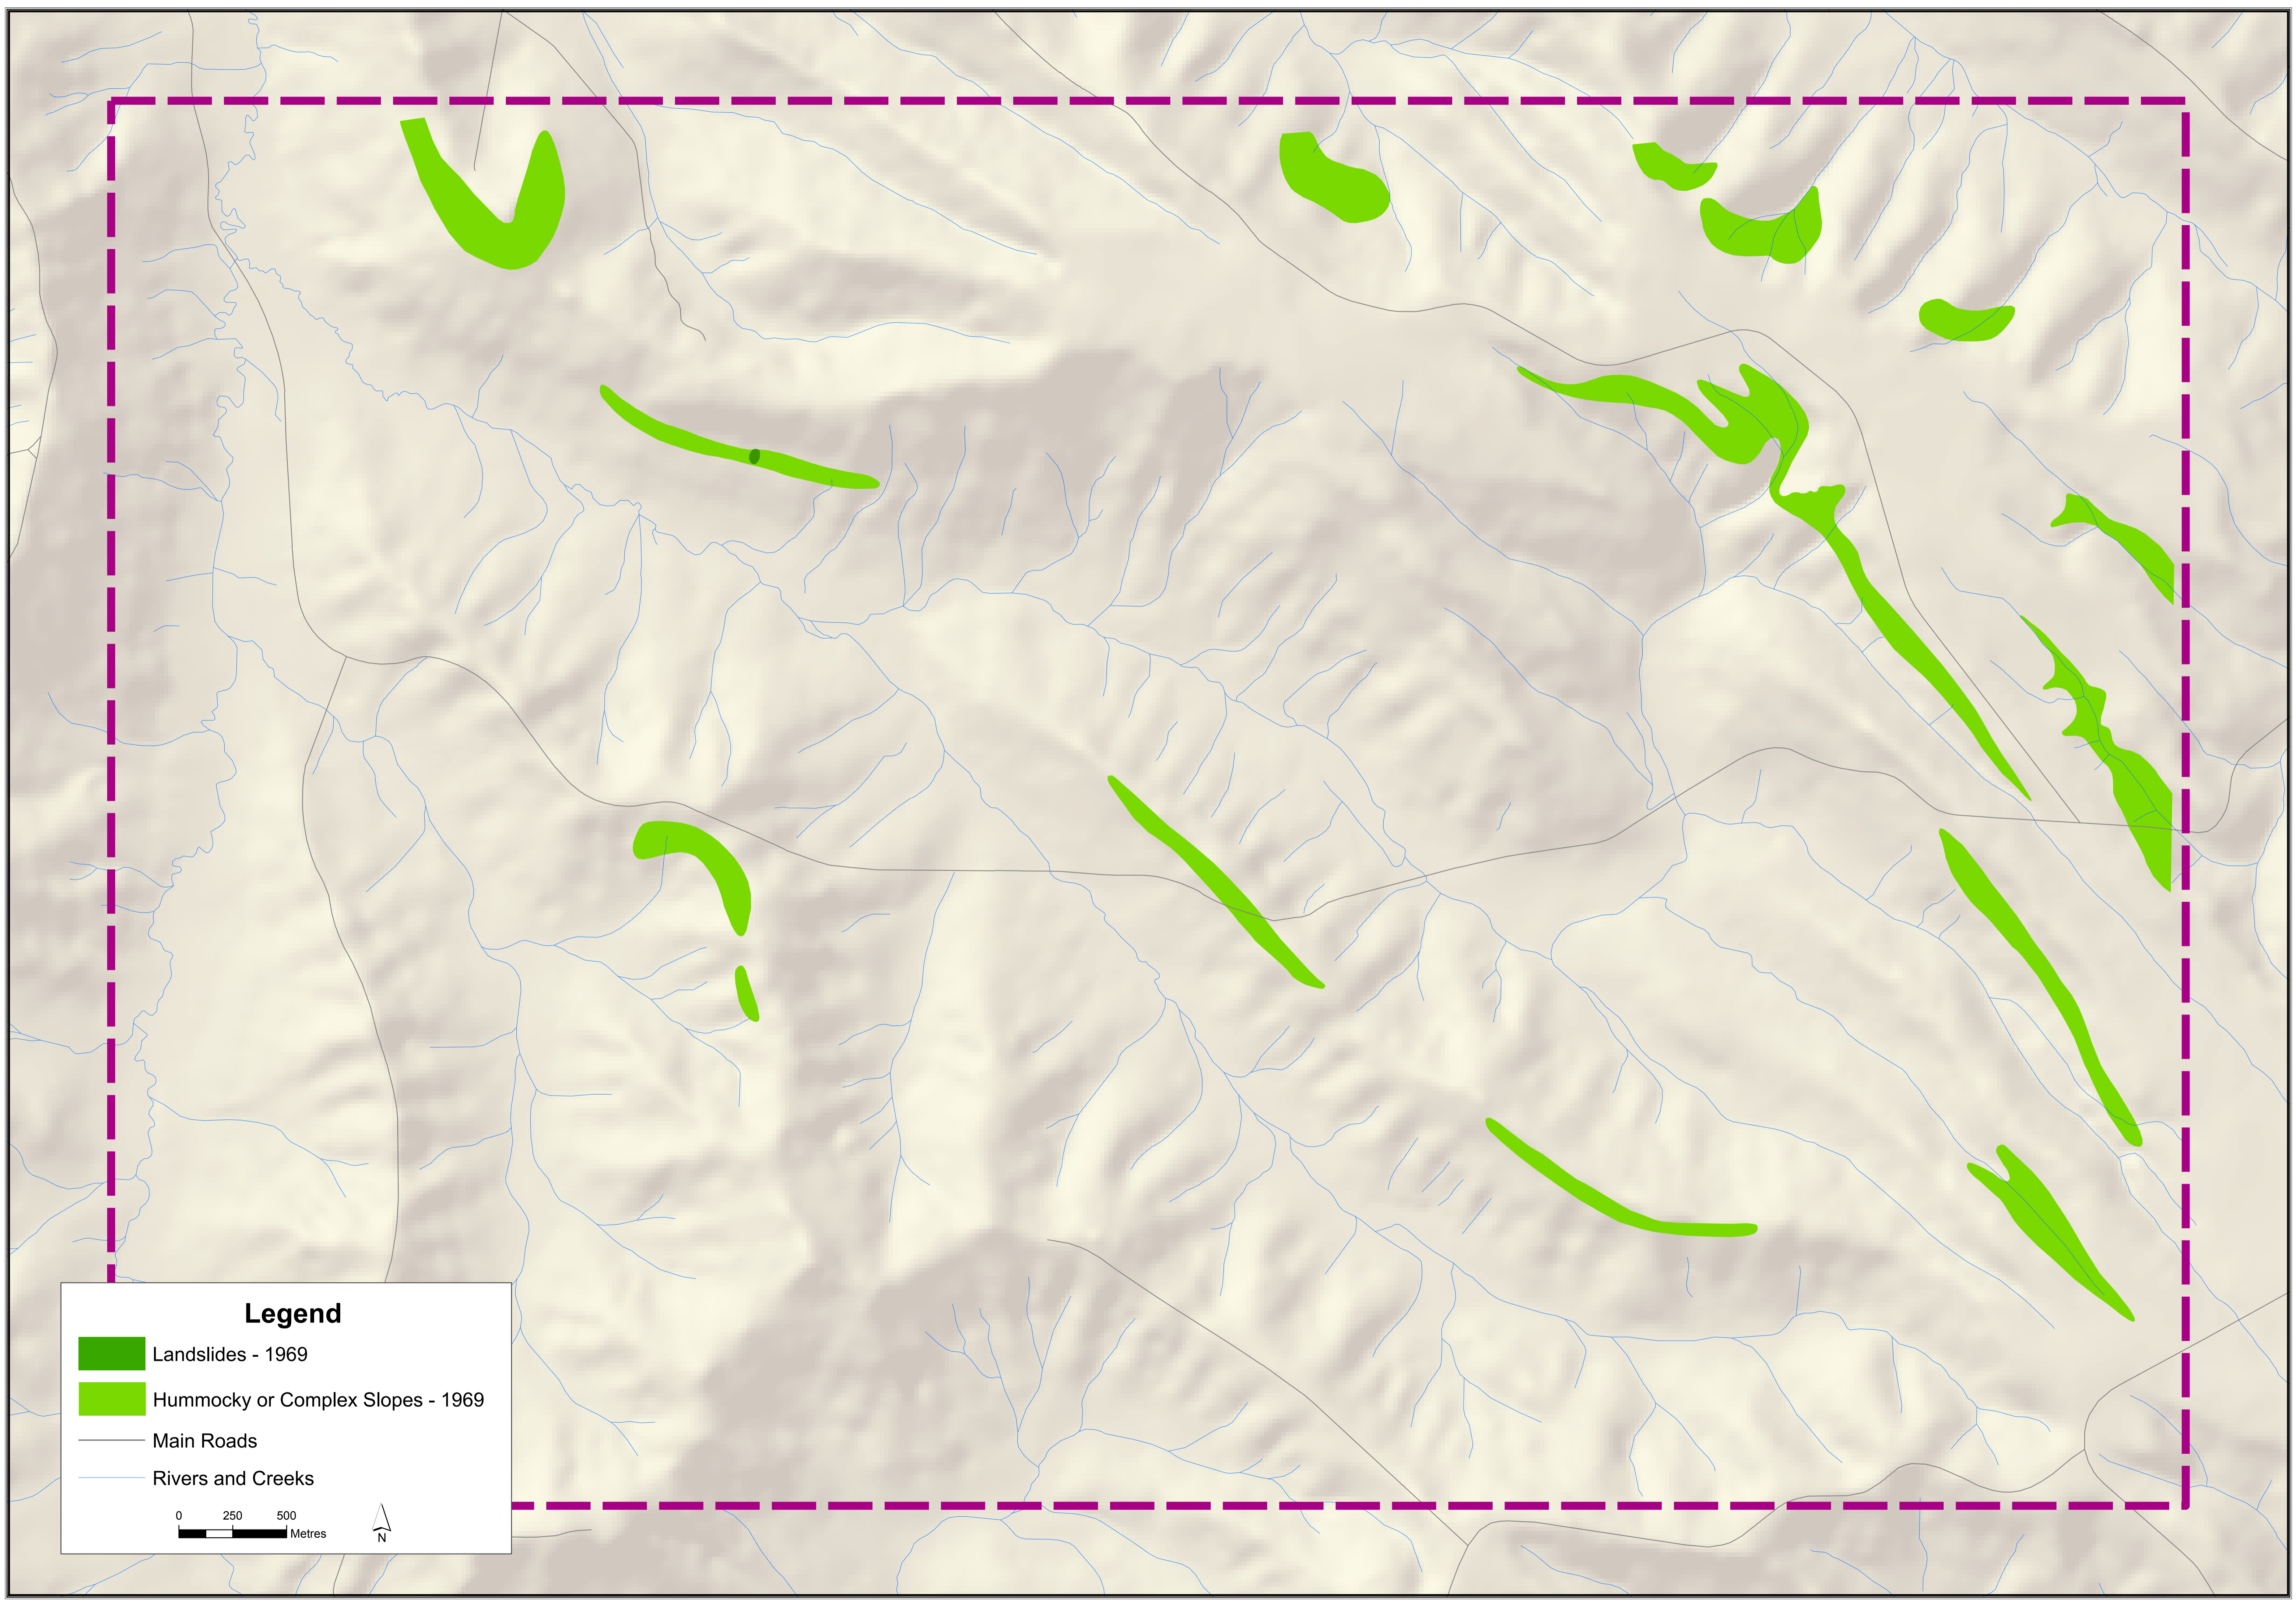 Legend
Landslides - 1969
Hummocky or Complex Slopes - 1969
Main Roads
Rivers and Creeks
0 250 500
Metres
N